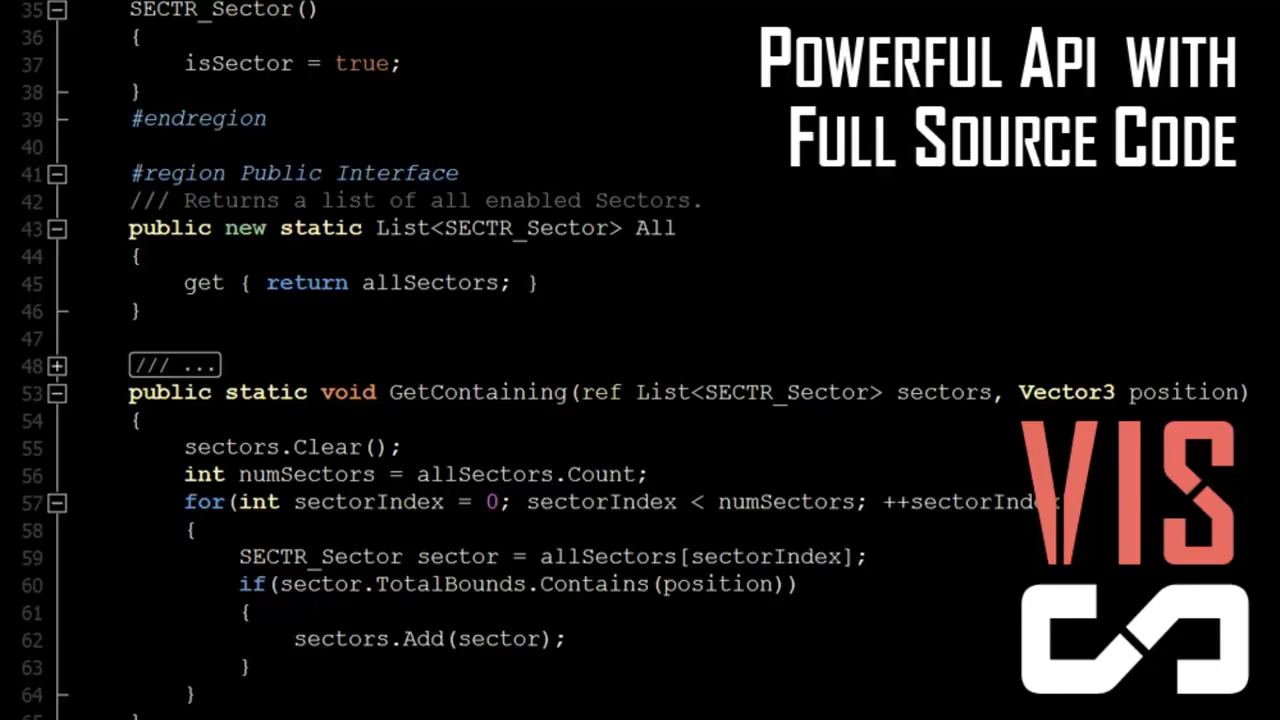 35 SECTR_Sector()
36 {
37 isSector = true;
38 }
39 #endregion
40
41 #region Public Interface
42 /// Returns a list of all enabled Sectors.
43 public new static List<SECTR_Sector> All
44 {
45 get { return allSectors; }
46 }
47
48 /// ...
53 public static void GetContaining(ref List<SECTR_Sector> sectors, Vector3 position)
54 {
55 sectors.Clear();
56 int numSectors = allSectors.Count;
57 for(int sectorIndex = 0; sectorIndex < numSectors; ++sectorIndex
58 {
59 SECTR_Sector sector = allSectors[sectorIndex];
60 if(sector.TotalBounds.Contains(position))
61 {
62 sectors.Add(sector);
63 }
64 }
POWERFUL API WITH
FULL SOURCE CODE
VIS